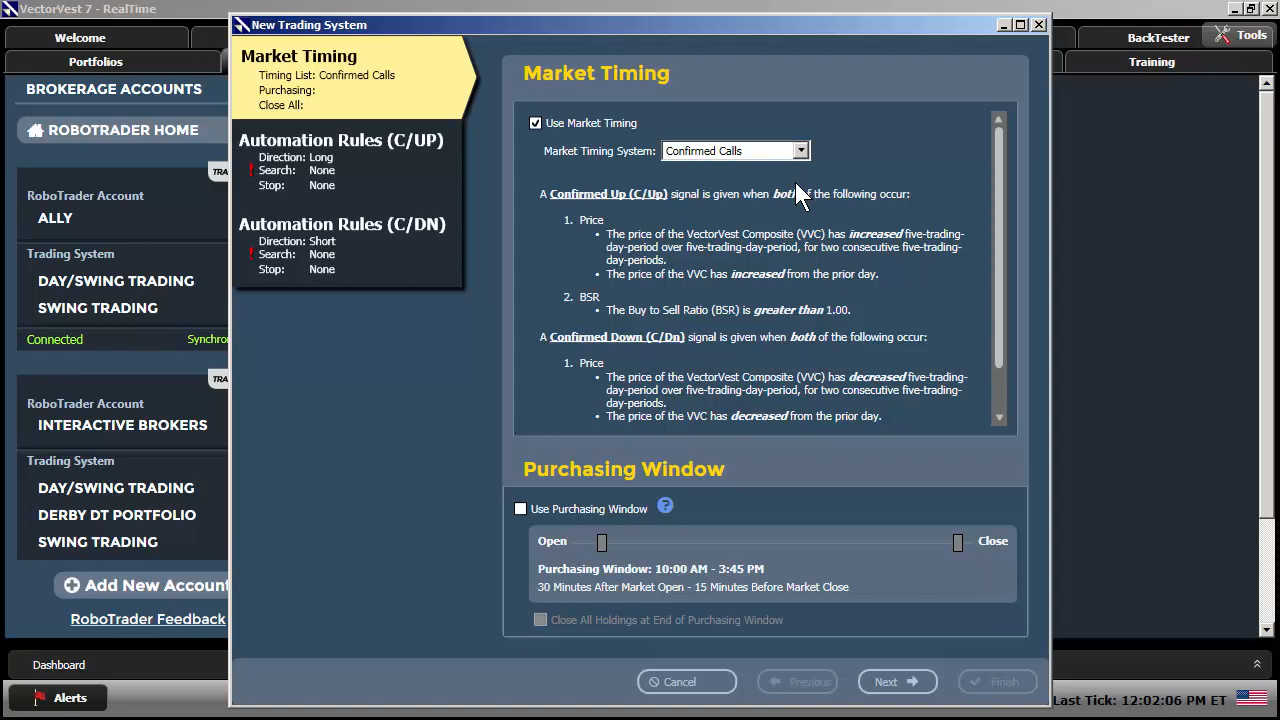 VectorVest 7 - RealTime
Welcome
BackTester
Tools
Portfolios
Training
BROKERAGE ACCOUNTS
ROBOTRADER HOME
TRA
RoboTrader Account
ALLY
Trading System
DAY/SWING TRADING
SWING TRADING
Connected
Synchro
TRA
RoboTrader Account
INTERACTIVE BROKERS
Trading System
DAY/SWING TRADING
DERBY DT PORTFOLIO
SWING TRADING
Add New Account
RoboTrader Feedback
New Trading System
Market Timing
Timing List: Confirmed Calls
Purchasing:
Close All:
Automation Rules (C/UP)
Direction: Long
! Search: None
Stop: None
Automation Rules (C/DN)
Direction: Short
! Search: None
Stop: None
Market Timing
Use Market Timing
Market Timing System: Confirmed Calls
A Confirmed Up (C/Up) signal is given when both of the following occur:
1. Price
• The price of the VectorVest Composite (VVC) has increased five-trading-
day-period over five-trading-day-period, for two consecutive five-trading-
day-periods.
• The price of the VVC has increased from the prior day.
2. BSR
• The Buy to Sell Ratio (BSR) is greater than 1.00.
A Confirmed Down (C/Dn) signal is given when both of the following occur:
1. Price
• The price of the VectorVest Composite (VVC) has decreased five-trading-
day-period over five-trading-day-period, for two consecutive five-trading-
day-periods.
• The price of the VVC has decreased from the prior day.
Purchasing Window
Use Purchasing Window ?
Open
Close
Purchasing Window: 10:00 AM - 3:45 PM
30 Minutes After Market Open - 15 Minutes Before Market Close
Close All Holdings at End of Purchasing Window
Cancel
Previous
Next
Finish
Dashboard
Alerts
Last Tick: 12:02:06 PM ET